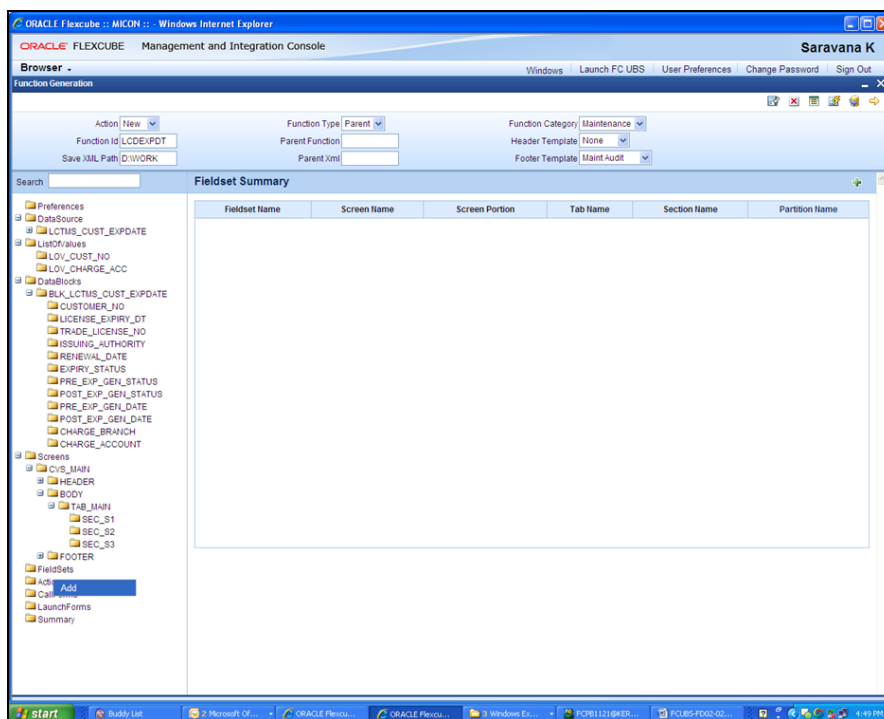 ORACLE Flexcube :: MICON :: - Windows Internet Explorer
ORACLE FLEXCUBE Management and Integration Console Saravana K
Browser Windows Launch FC UBS User Preferences Change Password Sign Out
Function Generation
Action New Function Type Parent Function Category Maintenance
Function Id LCDEXPDT Parent Function Header Template None
Save XML Path D:\WORK Parent Xml Footer Template Maint Audit
Search Fieldset Summary
Fieldset Name Screen Name Screen Portion Tab Name Section Name Partition Name
Preferences
DataSource
LCTMS_CUST_EXPDATE
ListOfValues
LOV_CUST_NO
LOV_CHARGE_ACC
DataBlocks
BLK_LCTMS_CUST_EXPDATE
CUSTOMER_NO
LICENSE_EXPIRY_DT
TRADE_LICENSE_NO
ISSUING_AUTHORITY
RENEWAL_DATE
EXPIRY_STATUS
PRE_EXP_GEN_STATUS
POST_EXP_GEN_STATUS
PRE_EXP_GEN_DATE
POST_EXP_GEN_DATE
CHARGE_BRANCH
CHARGE_ACCOUNT
Screens
CVS_MAIN
HEADER
BODY
TAB_MAIN
SEC_S1
SEC_S2
SEC_S3
FOOTER
FieldSets
Add
LaunchForms
Summary
start Buddy List 2 Microsoft Of... ORACLE Flexcu... ORACLE Flexcu... 3 Windows Ex... FCPB1121@KER... FCUBS-FD02-02... 4:49 PM